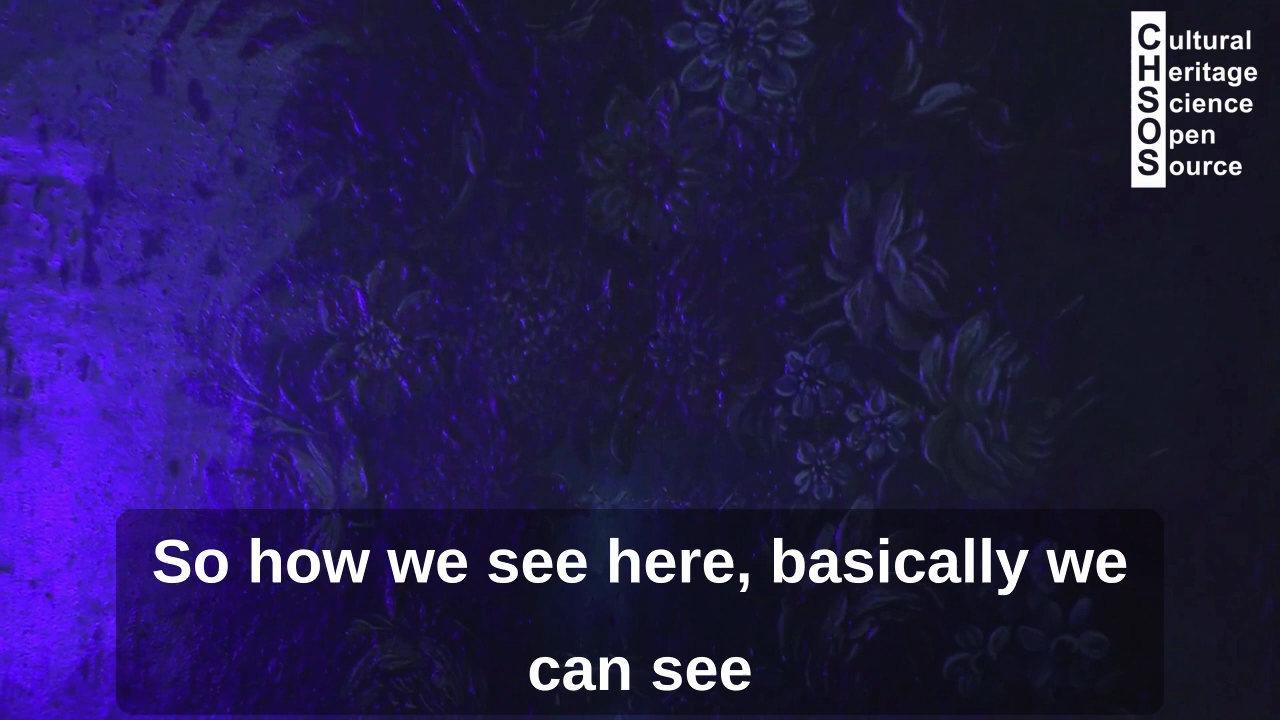 Cultural
Heritage
Science
Open
Source
So how we see here, basically we
can see